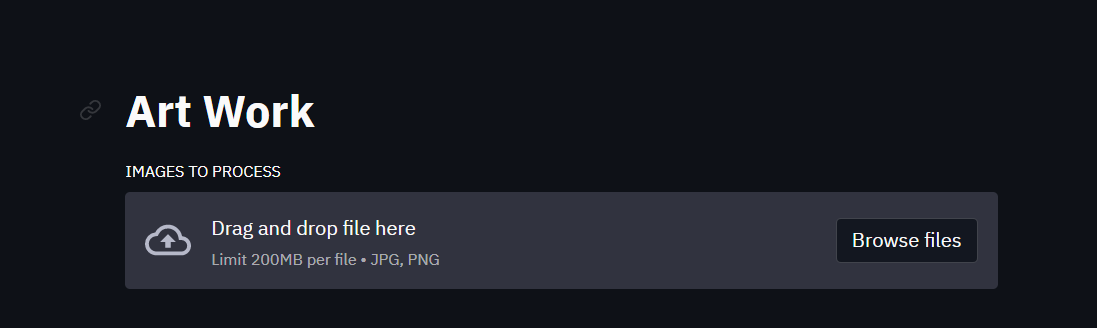 Art Work
IMAGES TO PROCESS
Drag and drop file here
Limit 200MB per file • JPG, PNG
Browse files